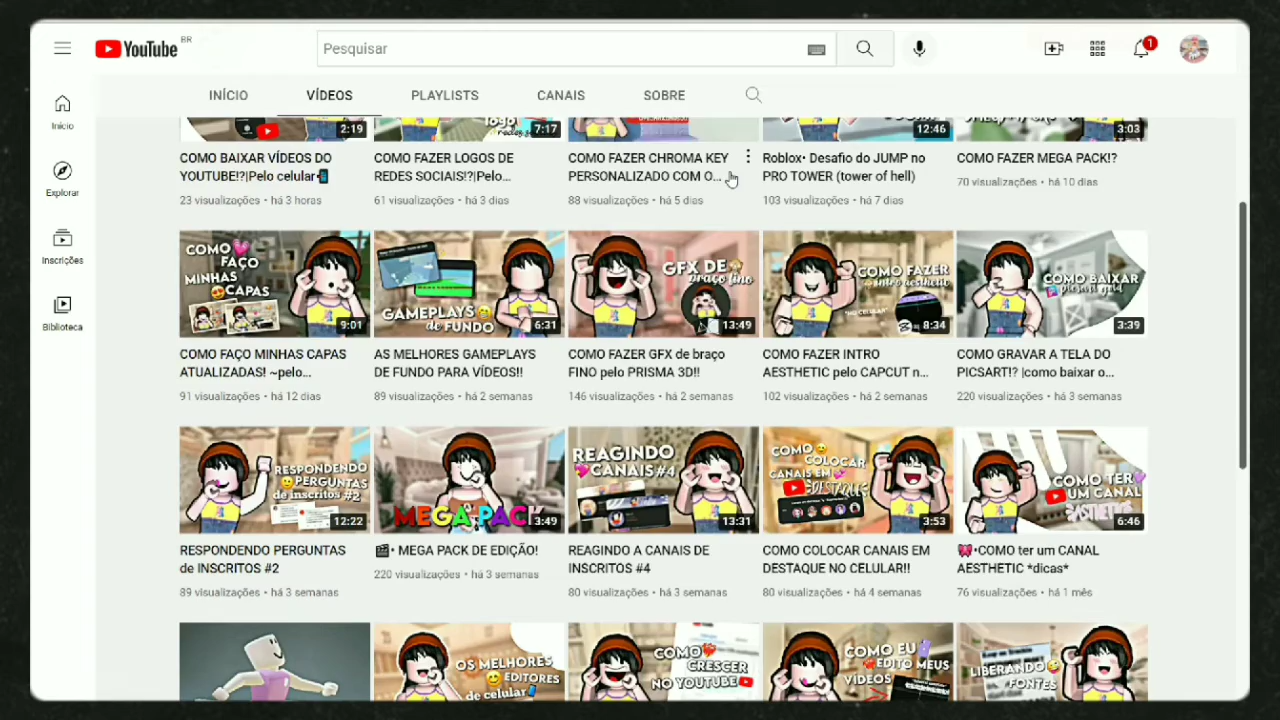 YouTube BR
Pesquisar
1
INÍCIO VÍDEOS PLAYLISTS CANAIS SOBRE
Início
Explorar
Inscrições
Biblioteca
2:19
7:17
12:46
3:03
COMO BAIXAR VÍDEOS DO
YOUTUBE!?|Pelo celular📱
23 visualizações • há 3 horas
COMO FAZER LOGOS DE
REDES SOCIAIS!?|Pelo...
61 visualizações • há 3 dias
COMO FAZER CHROMA KEY
PERSONALIZADO COM O...
88 visualizações • há 5 dias
Roblox• Desafio do JUMP no
PRO TOWER (tower of hell)
103 visualizações • há 7 dias
COMO FAZER MEGA PACK!?
70 visualizações • há 10 dias
COMO
FAÇO
MINHAS
CAPAS
9:01
GAMEPLAYS
de FUNDO
6:31
GFX DE
braço fino
13:49
COMO FAZER
intro aesthetic
"NO CELULAR"
8:34
COMO BAIXAR
3:39
COMO FAÇO MINHAS CAPAS
ATUALIZADAS! ~pelo...
91 visualizações • há 12 dias
AS MELHORES GAMEPLAYS
DE FUNDO PARA VÍDEOS!!
89 visualizações • há 2 semanas
COMO FAZER GFX de braço
FINO pelo PRISMA 3D!!
146 visualizações • há 2 semanas
COMO FAZER INTRO
AESTHETIC pelo CAPCUT n...
102 visualizações • há 2 semanas
COMO GRAVAR A TELA DO
PICSART!? |como baixar o...
220 visualizações • há 3 semanas
RESPONDENDO
PERGUNTAS
de inscritos #2
12:22
MEGA PACK
3:49
REAGINDO
CANAIS #4
13:31
COMO
COLOCAR
CANAIS EM
DESTAQUE
3:53
COMO TER
UM CANAL
AESTHETIC
6:46
RESPONDENDO PERGUNTAS
de INSCRITOS #2
89 visualizações • há 3 semanas
🎬• MEGA PACK DE EDIÇÃO!
220 visualizações • há 3 semanas
REAGINDO A CANAIS DE
INSCRITOS #4
80 visualizações • há 3 semanas
COMO COLOCAR CANAIS EM
DESTAQUE NO CELULAR!!
80 visualizações • há 4 semanas
🎀•COMO ter um CANAL
AESTHETIC *dicas*
76 visualizações • há 1 mês
OS MELHORES
EDITORES
de celular
COMO
CRESCER
NO YOUTUBE
COMO EU
EDITO MEUS
VÍDEOS
LIBERANDO
FONTES